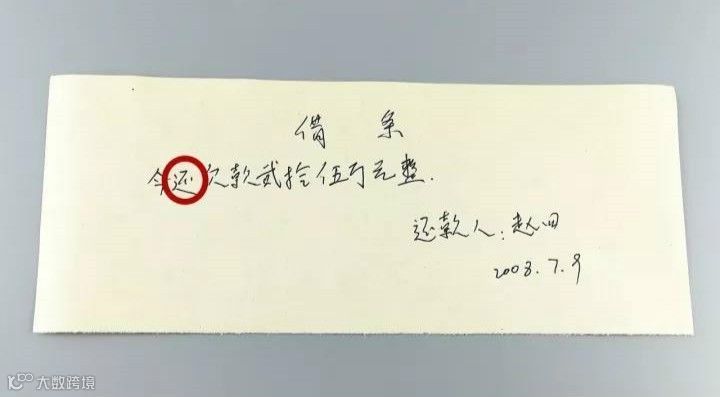 借条
今还欠款贰拾伍万元整.
还款人:赵四
2008.7.9
大数跨境